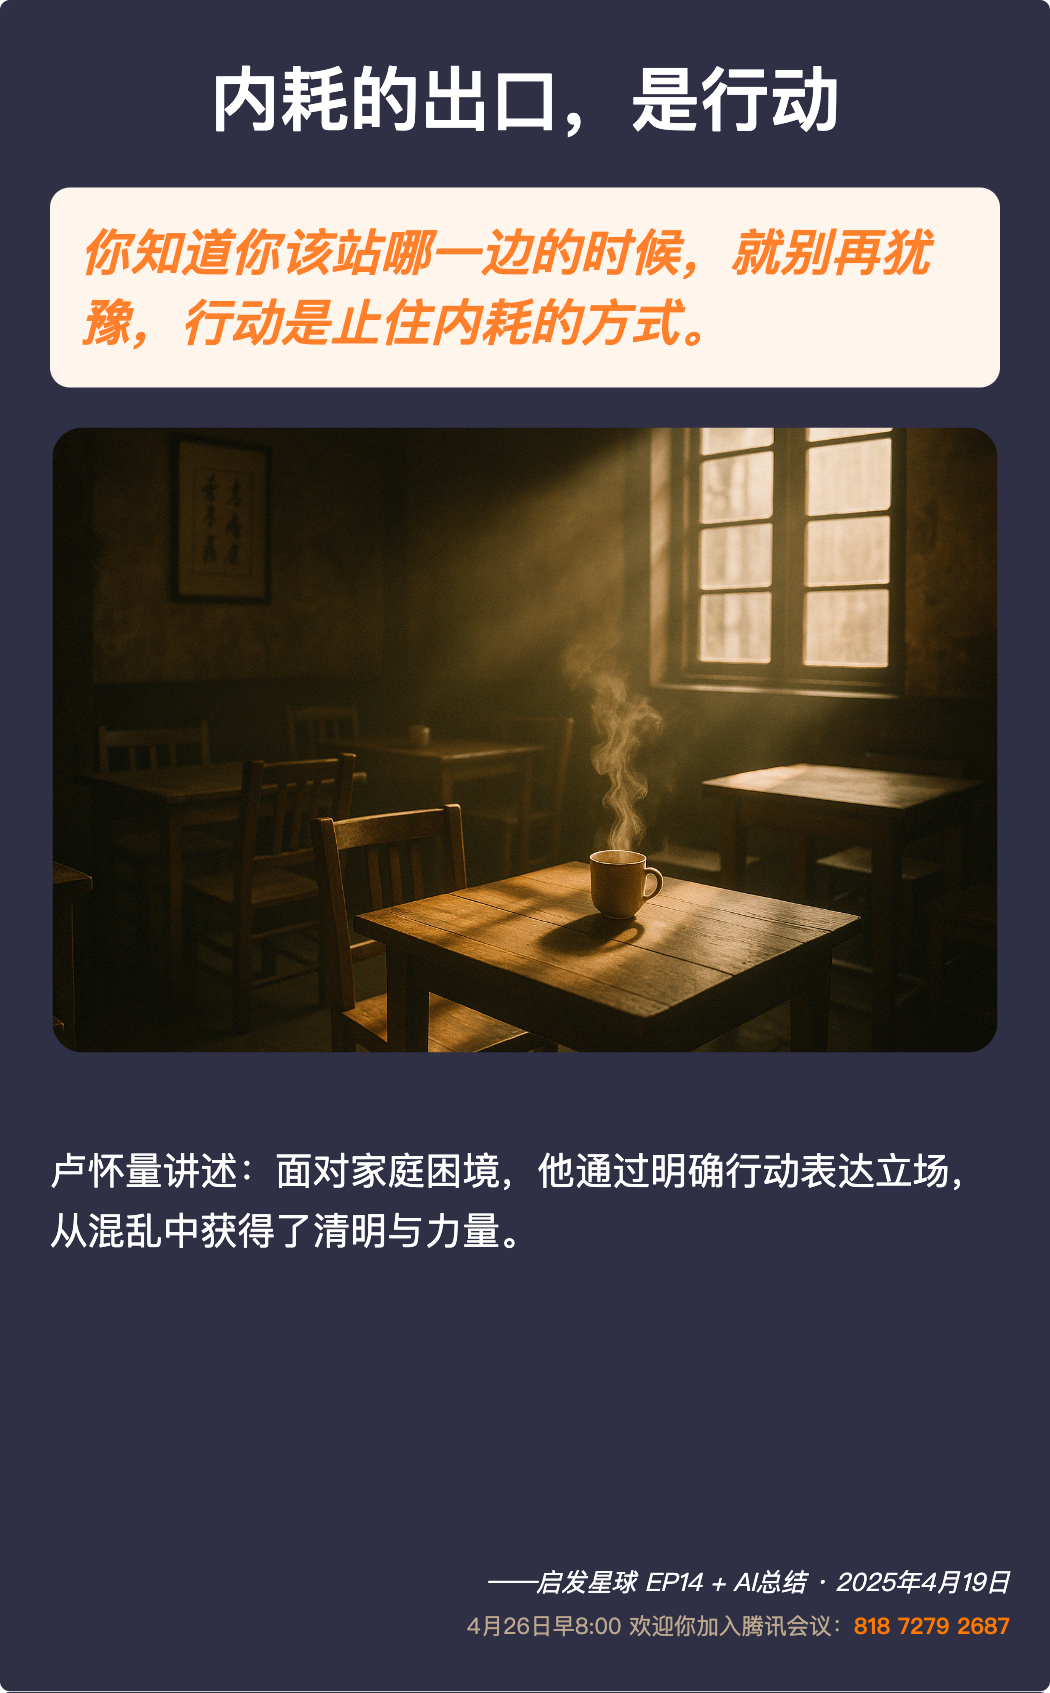 内耗的出口，是行动
你知道你该站哪一边的时候，就别再犹
豫，行动是止住内耗的方式。
卢怀量讲述：面对家庭困境，他通过明确行动表达立场，
从混乱中获得了清明与力量。
——启发星球 EP14 + AI总结 · 2025年4月19日
4月26日早8:00 欢迎你加入腾讯会议：818 7279 2687